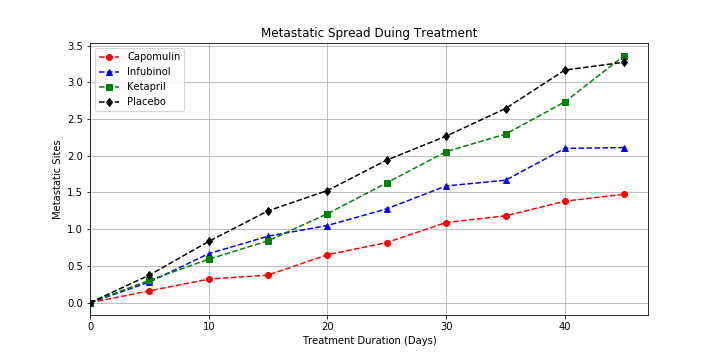 Metastatic Spread Duing Treatment
Capomulin
Infubinol
Ketapril
Placebo
Metastatic Sites
3.5
3.0
2.5
2.0
1.5
1.0
0.5
0.0
0 10 20 30 40
Treatment Duration (Days)